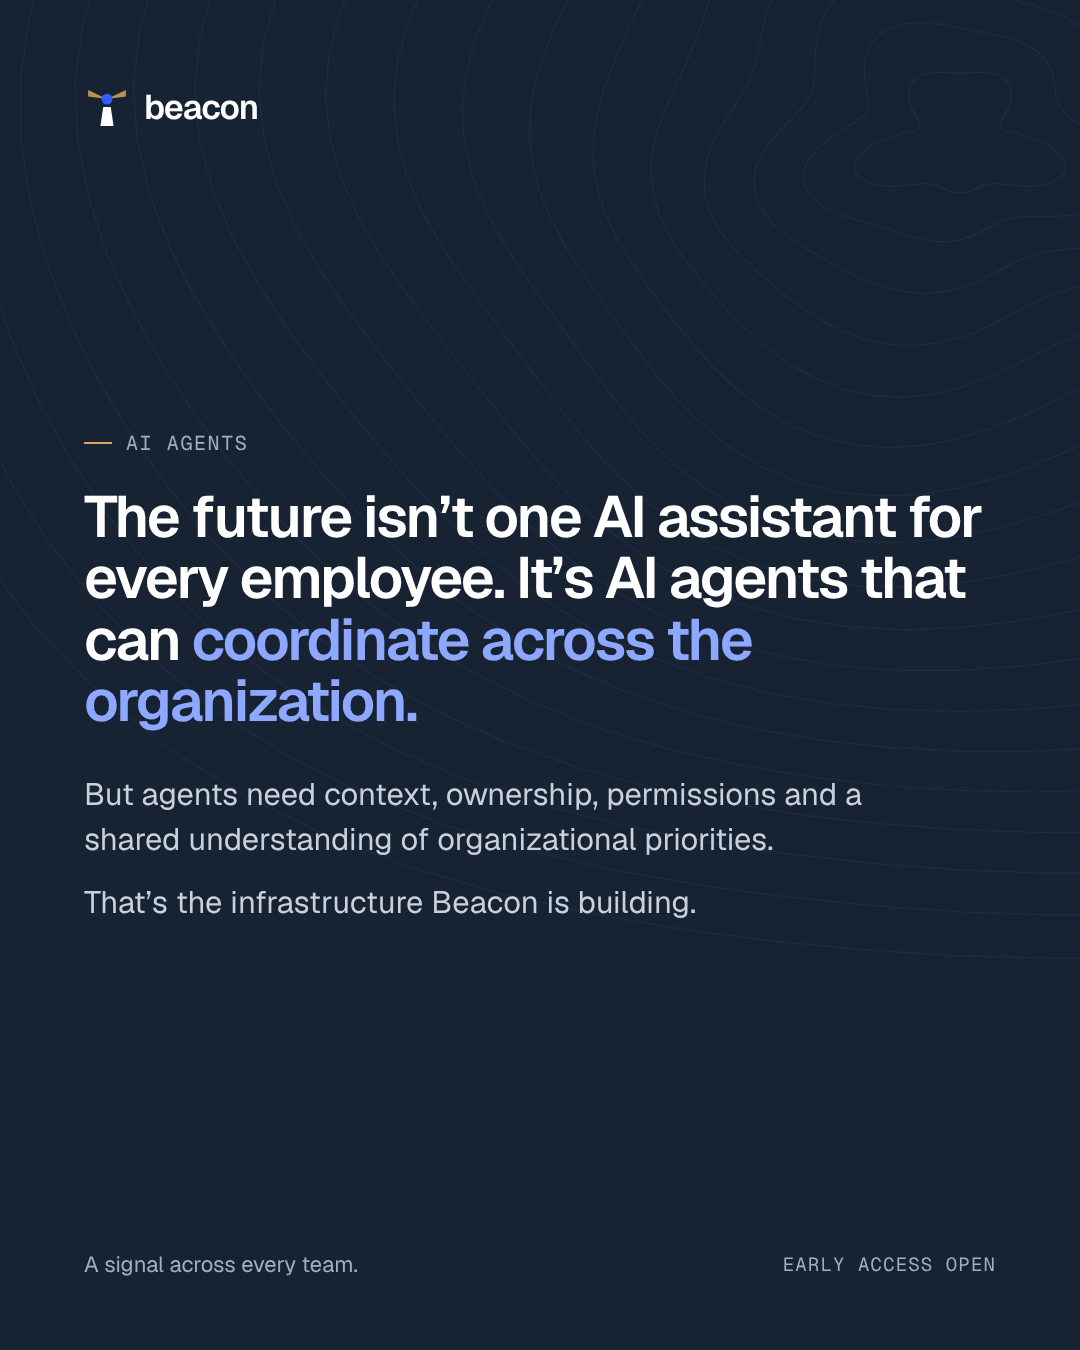 beacon
AI AGENTS
The future isn’t one AI assistant for
every employee. It’s AI agents that
can coordinate across the
organization.
But agents need context, ownership, permissions and a
shared understanding of organizational priorities.
That’s the infrastructure Beacon is building.
A signal across every team.
EARLY ACCESS OPEN